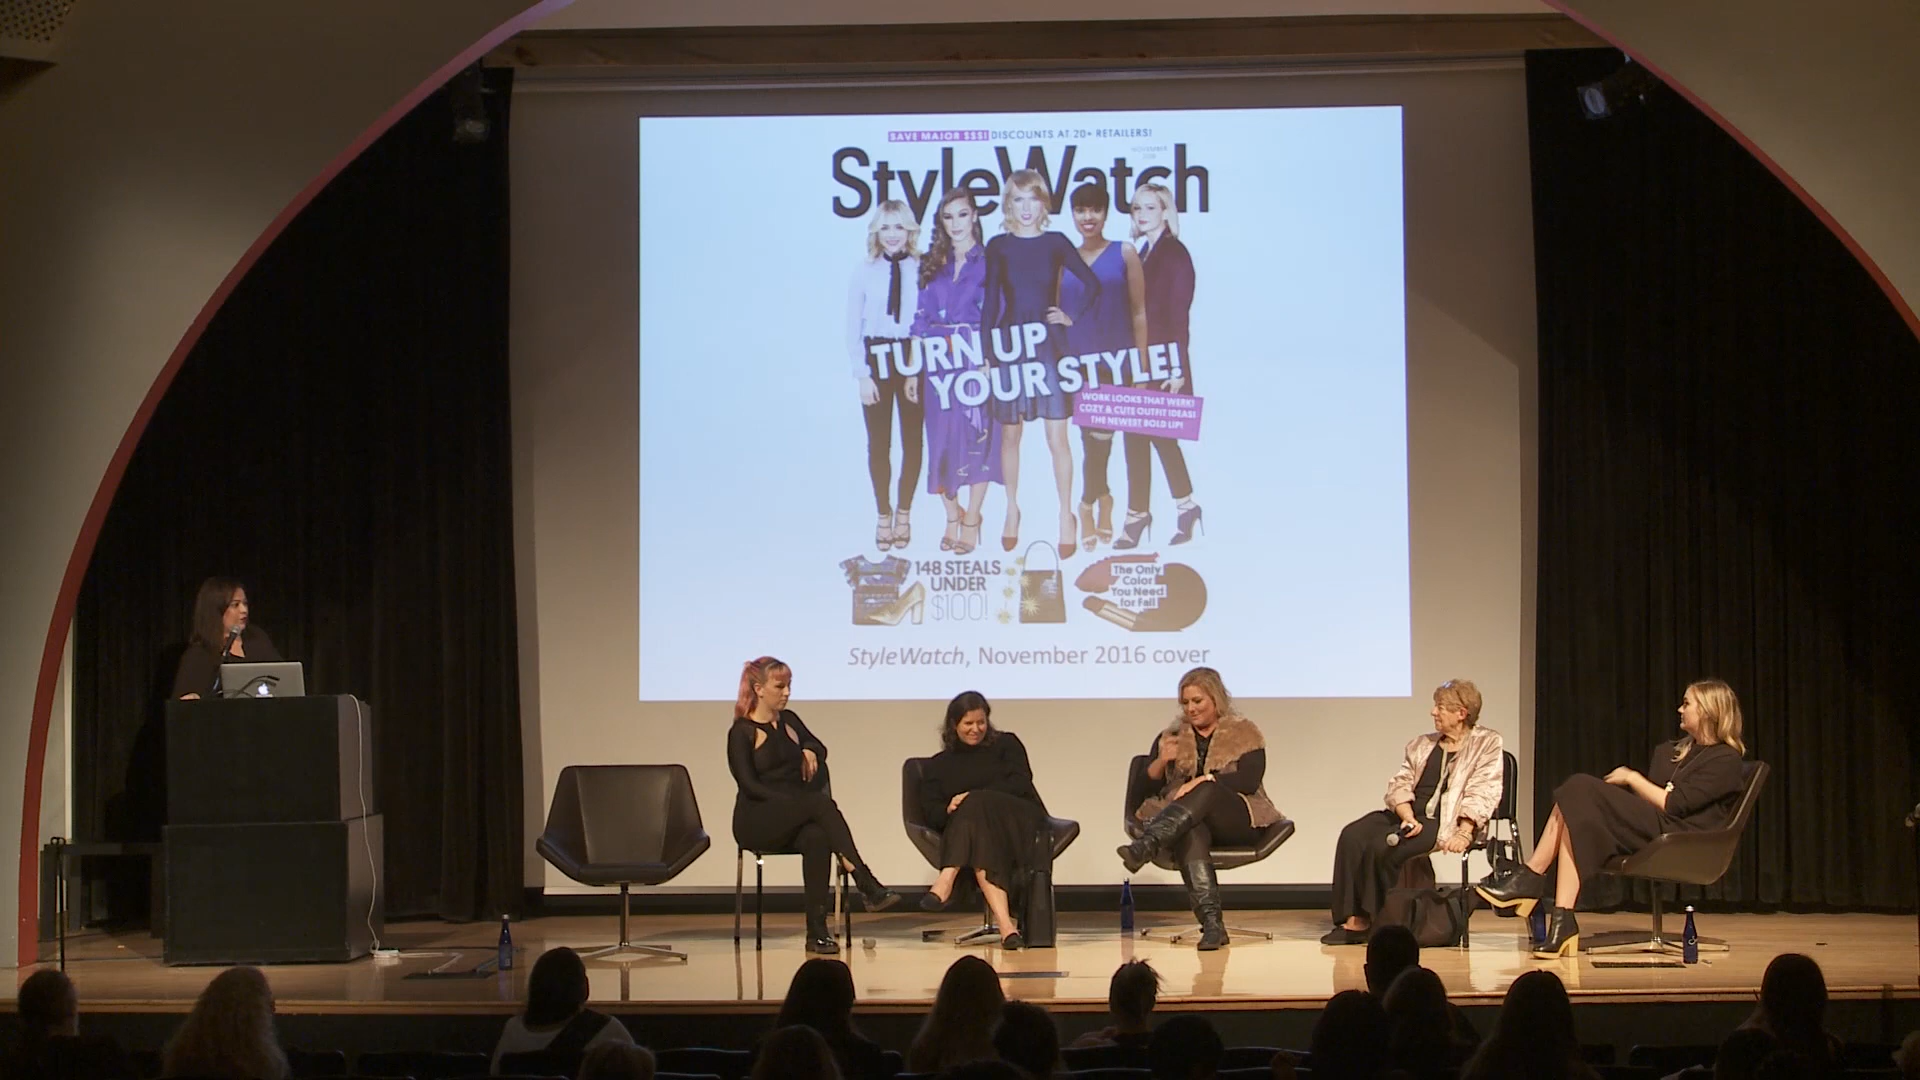 SAVE MAJOR $$$! DISCOUNTS AT 20+ RETAILERS!
NOVEMBER
2016
StyleWatch
TURN UP
YOUR STYLE!
WORK LOOKS THAT WERK!
COZY & CUTE OUTFIT IDEAS!
THE NEWEST BOLD LIP!
148 STEALS
UNDER
$100!
The Only
Color
You Need
for Fall
StyleWatch, November 2016 cover